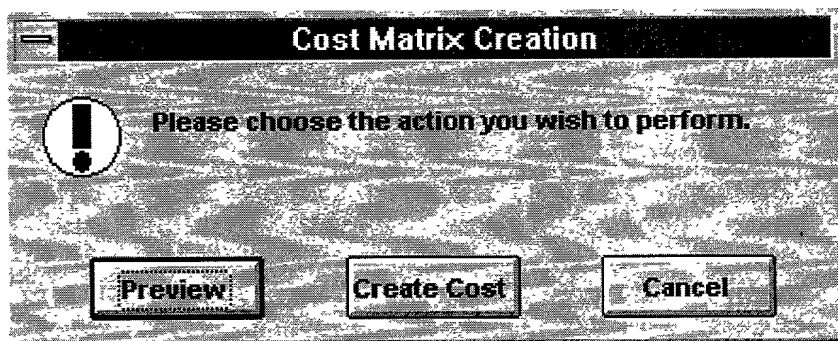 Cost Matrix Creation
Please choose the action you wish to perform.
Preview Create Cost Cancel